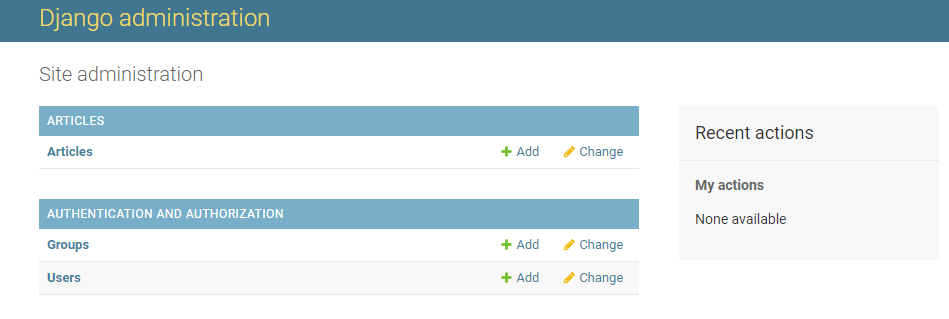 Django administration
Site administration
ARTICLES
Articles Add Change
AUTHENTICATION AND AUTHORIZATION
Groups Add Change
Users Add Change
Recent actions
My actions
None available